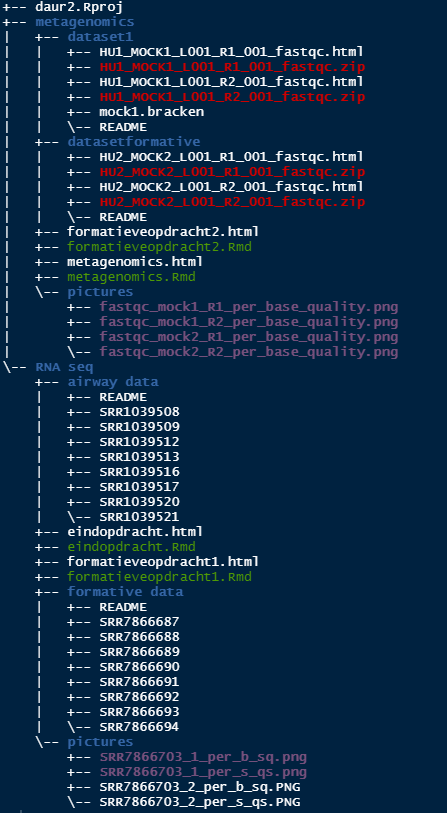 +-- daur2.Rproj
+-- metagenomics
|   +-- dataset1
|   |   +-- HU1_MOCK1_L001_R1_001_fastqc.html
|   |   +-- HU1_MOCK1_L001_R1_001_fastqc.zip
|   |   +-- HU1_MOCK1_L001_R2_001_fastqc.html
|   |   +-- HU1_MOCK1_L001_R2_001_fastqc.zip
|   |   +-- mock1.bracken
|   |   \-- README
|   +-- datasetformative
|   |   +-- HU2_MOCK2_L001_R1_001_fastqc.html
|   |   +-- HU2_MOCK2_L001_R1_001_fastqc.zip
|   |   +-- HU2_MOCK2_L001_R2_001_fastqc.html
|   |   +-- HU2_MOCK2_L001_R2_001_fastqc.zip
|   |   \-- README
|   +-- formatieveopdracht2.html
|   +-- formatieveopdracht2.Rmd
|   +-- metagenomics.html
|   +-- metagenomics.Rmd
|   \-- pictures
|       +-- fastqc_mock1_R1_per_base_quality.png
|       +-- fastqc_mock1_R2_per_base_quality.png
|       +-- fastqc_mock2_R1_per_base_quality.png
|       \-- fastqc_mock2_R2_per_base_quality.png
\-- RNA seq
    +-- airway data
    |   +-- README
    |   +-- SRR1039508
    |   +-- SRR1039509
    |   +-- SRR1039512
    |   +-- SRR1039513
    |   +-- SRR1039516
    |   +-- SRR1039517
    |   +-- SRR1039520
    |   \-- SRR1039521
    +-- eindopdracht.html
    +-- eindopdracht.Rmd
    +-- formatieveopdracht1.html
    +-- formatieveopdracht1.Rmd
    +-- formative data
    |   +-- README
    |   +-- SRR7866687
    |   +-- SRR7866688
    |   +-- SRR7866689
    |   +-- SRR7866690
    |   +-- SRR7866691
    |   +-- SRR7866692
    |   +-- SRR7866693
    |   \-- SRR7866694
    \-- pictures
        +-- SRR7866703_1_per_b_sq.png
        +-- SRR7866703_1_per_s_qs.png
        +-- SRR7866703_2_per_b_sq.PNG
        \-- SRR7866703_2_per_s_qs.PNG